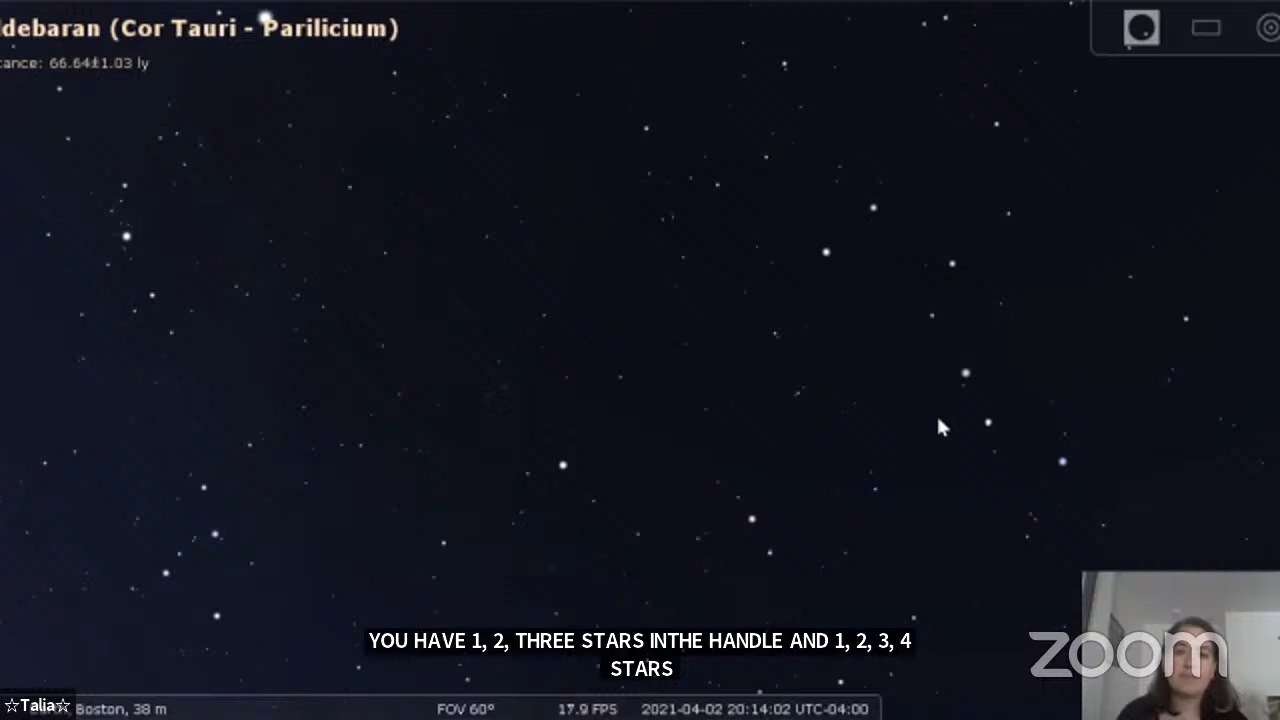 ldebaran (Cor Tauri - Parilicium)
tance: 66.64±1.03 ly
YOU HAVE 1, 2, THREE STARS INTHE HANDLE AND 1, 2, 3, 4
STARS
zoom
☆Talia☆
Boston, 38 m
FOV 60°
17.9 FPS
2021-04-02 20:14:02 UTC-04:00